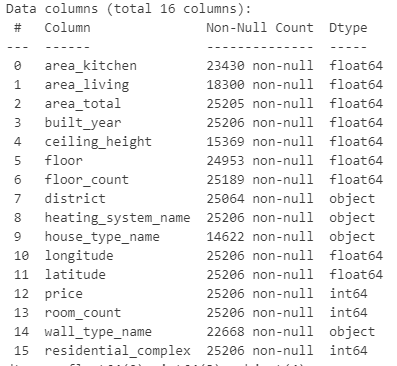 Data columns (total 16 columns):
 #   Column               Non-Null Count  Dtype
---  ------               --------------  -----
 0   area_kitchen         23430 non-null  float64
 1   area_living          18300 non-null  float64
 2   area_total           25205 non-null  float64
 3   built_year           25206 non-null  float64
 4   ceiling_height       15369 non-null  float64
 5   floor                24953 non-null  float64
 6   floor_count          25189 non-null  float64
 7   district             25064 non-null  object
 8   heating_system_name  25206 non-null  object
 9   house_type_name      14622 non-null  object
 10  longitude            25206 non-null  float64
 11  latitude             25206 non-null  float64
 12  price                25206 non-null  int64
 13  room_count           25206 non-null  int64
 14  wall_type_name       22668 non-null  object
 15  residential_complex  25206 non-null  int64